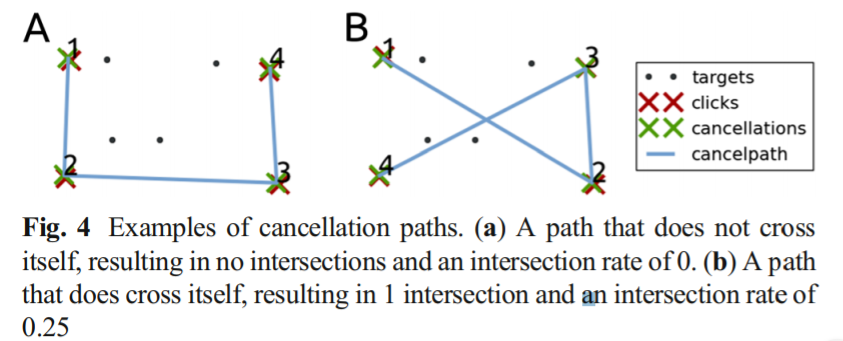 A
B
1
4
2
3
1
3
4
2
targets
clicks
cancellations
cancelpath
Fig. 4 Examples of cancellation paths. (a) A path that does not cross
itself, resulting in no intersections and an intersection rate of 0. (b) A path
that does cross itself, resulting in 1 intersection and an intersection rate of
0.25